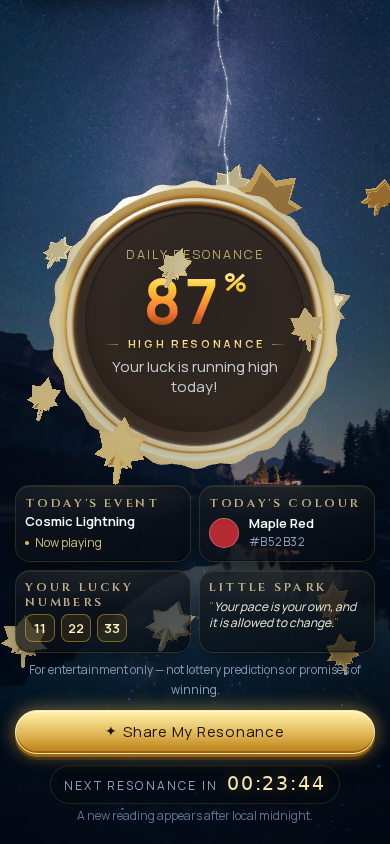 DAILY RESONANCE
87%
HIGH RESONANCE
Your luck is running high
today!
TODAY'S EVENT
Cosmic Lightning
• Now playing
TODAY'S COLOUR
Maple Red
#B52B32
YOUR LUCKY
NUMBERS
11 22 33
LITTLE SPARK
"Your pace is your own, and
it is allowed to change."
For entertainment only — not lottery predictions or promises of
winning.
✦ Share My Resonance
NEXT RESONANCE IN 00:23:44
A new reading appears after local midnight.